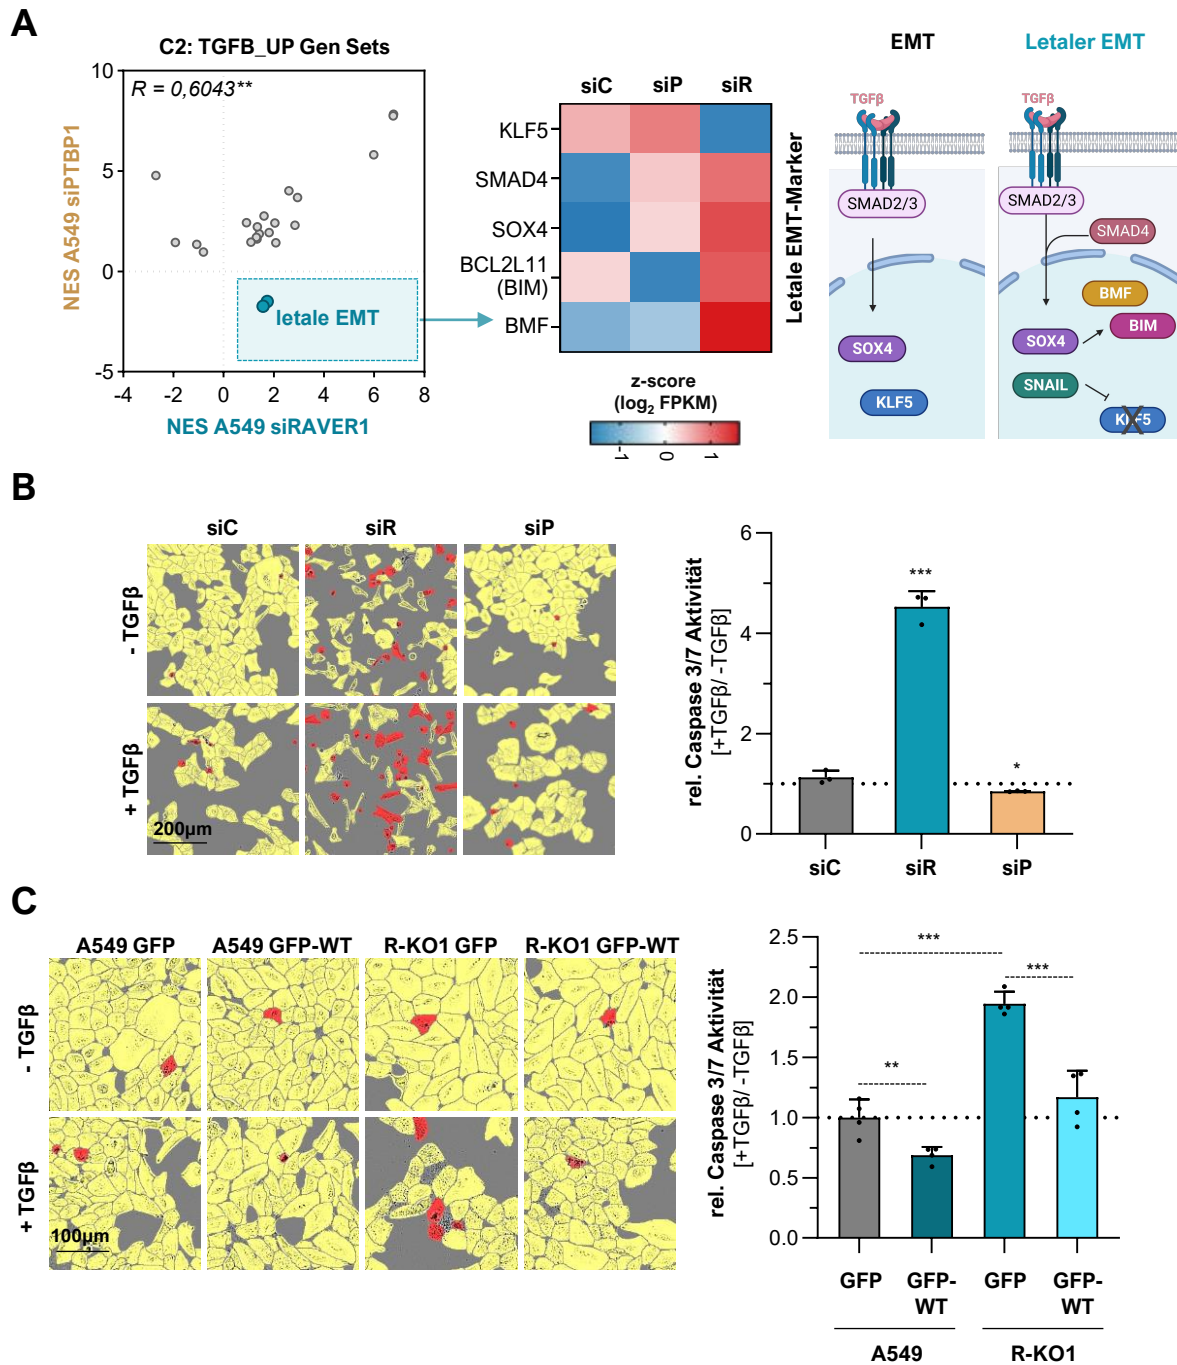 A
C2: TGFB_UP Gen Sets
R = 0,6043**
10
5
0
-5
-4
-2
0
2
4
6
8
NES A549 siPTBP1
NES A549 siRAVER1
letale EMT
siC
siP
siR
KLF5
SMAD4
SOX4
BCL2L11
(BIM)
BMF
Letale EMT-Marker
z-score
(log2 FPKM)
-1
0
1
EMT
Letaler EMT
TGFβ
TGFβ
SMAD2/3
SMAD2/3
SMAD4
BMF
BIM
SOX4
SOX4
SNAIL
KLF5
KLF5
B
siC
siR
siP
- TGFβ
+ TGFβ
200µm
rel. Caspase 3/7 Aktivität
[+TGFβ/ -TGFβ]
6
4
2
0
***
*
siC
siR
siP
C
A549 GFP
A549 GFP-WT
R-KO1 GFP
R-KO1 GFP-WT
- TGFβ
+ TGFβ
100µm
rel. Caspase 3/7 Aktivität
[+TGFβ/ -TGFβ]
2.5
2.0
1.5
1.0
0.5
0.0
***
***
**
GFP
GFP-
WT
GFP
GFP-
WT
A549
R-KO1